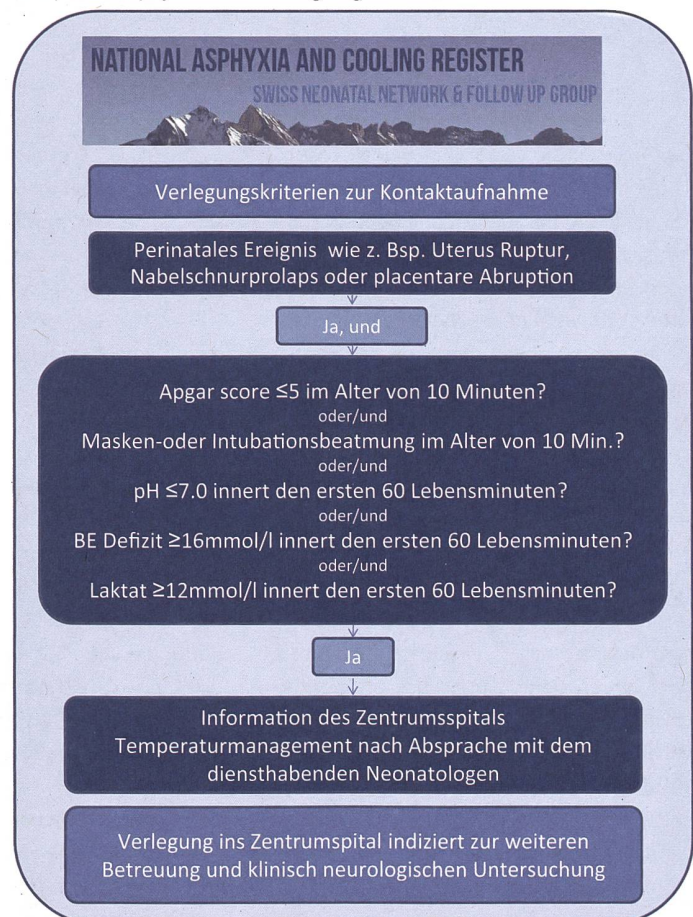 NATIONAL ASPHYXIA AND COOLING REGISTER
SWISS NEONATAL NETWORK & FOLLOW UP GROUP
Verlegungskriterien zur Kontaktaufnahme
Perinatales Ereignis wie z. Bsp. Uterus Ruptur,
Nabelschnurprolaps oder placentare Abruption
Ja, und
Apgar score ≤5 im Alter von 10 Minuten?
oder/und
Masken-oder Intubationsbeatmung im Alter von 10 Min.?
oder/und
pH ≤7.0 innert den ersten 60 Lebensminuten?
oder/und
BE Defizit ≥16mmol/l innert den ersten 60 Lebensminuten?
oder/und
Laktat ≥12mmol/l innert den ersten 60 Lebensminuten?
Ja
Information des Zentrumsspitals
Temperaturmanagement nach Absprache mit dem
diensthabenden Neonatologen
Verlegung ins Zentrumspital indiziert zur weiteren
Betreuung und klinisch neurologischen Untersuchung